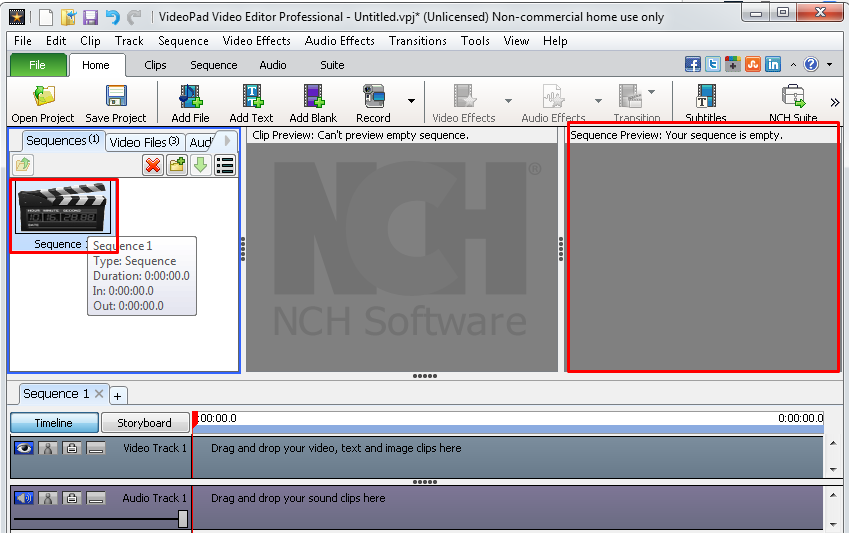 VideoPad Video Editor Professional - Untitled.vpj* (Unlicensed) Non-commercial home use only
File Edit Clip Track Sequence Video Effects Audio Effects Transitions Tools View Help
File Home Clips Sequence Audio Suite
Open Project Save Project Add File Add Text Add Blank Record Video Effects Audio Effects Transition Subtitles NCH Suite »
Sequences (1) Video Files (3) Aud
Clip Preview: Can't preview empty sequence.
Sequence Preview: Your sequence is empty.
Sequence
Sequence 1
Type: Sequence
Duration: 0:00:00.0
In: 0:00:00.0
Out: 0:00:00.0
NCH®
NCH Software
Sequence 1 +
Timeline Storyboard :00:00.0 0:00:00.0
Video Track 1 Drag and drop your video, text and image clips here
Audio Track 1 Drag and drop your sound clips here